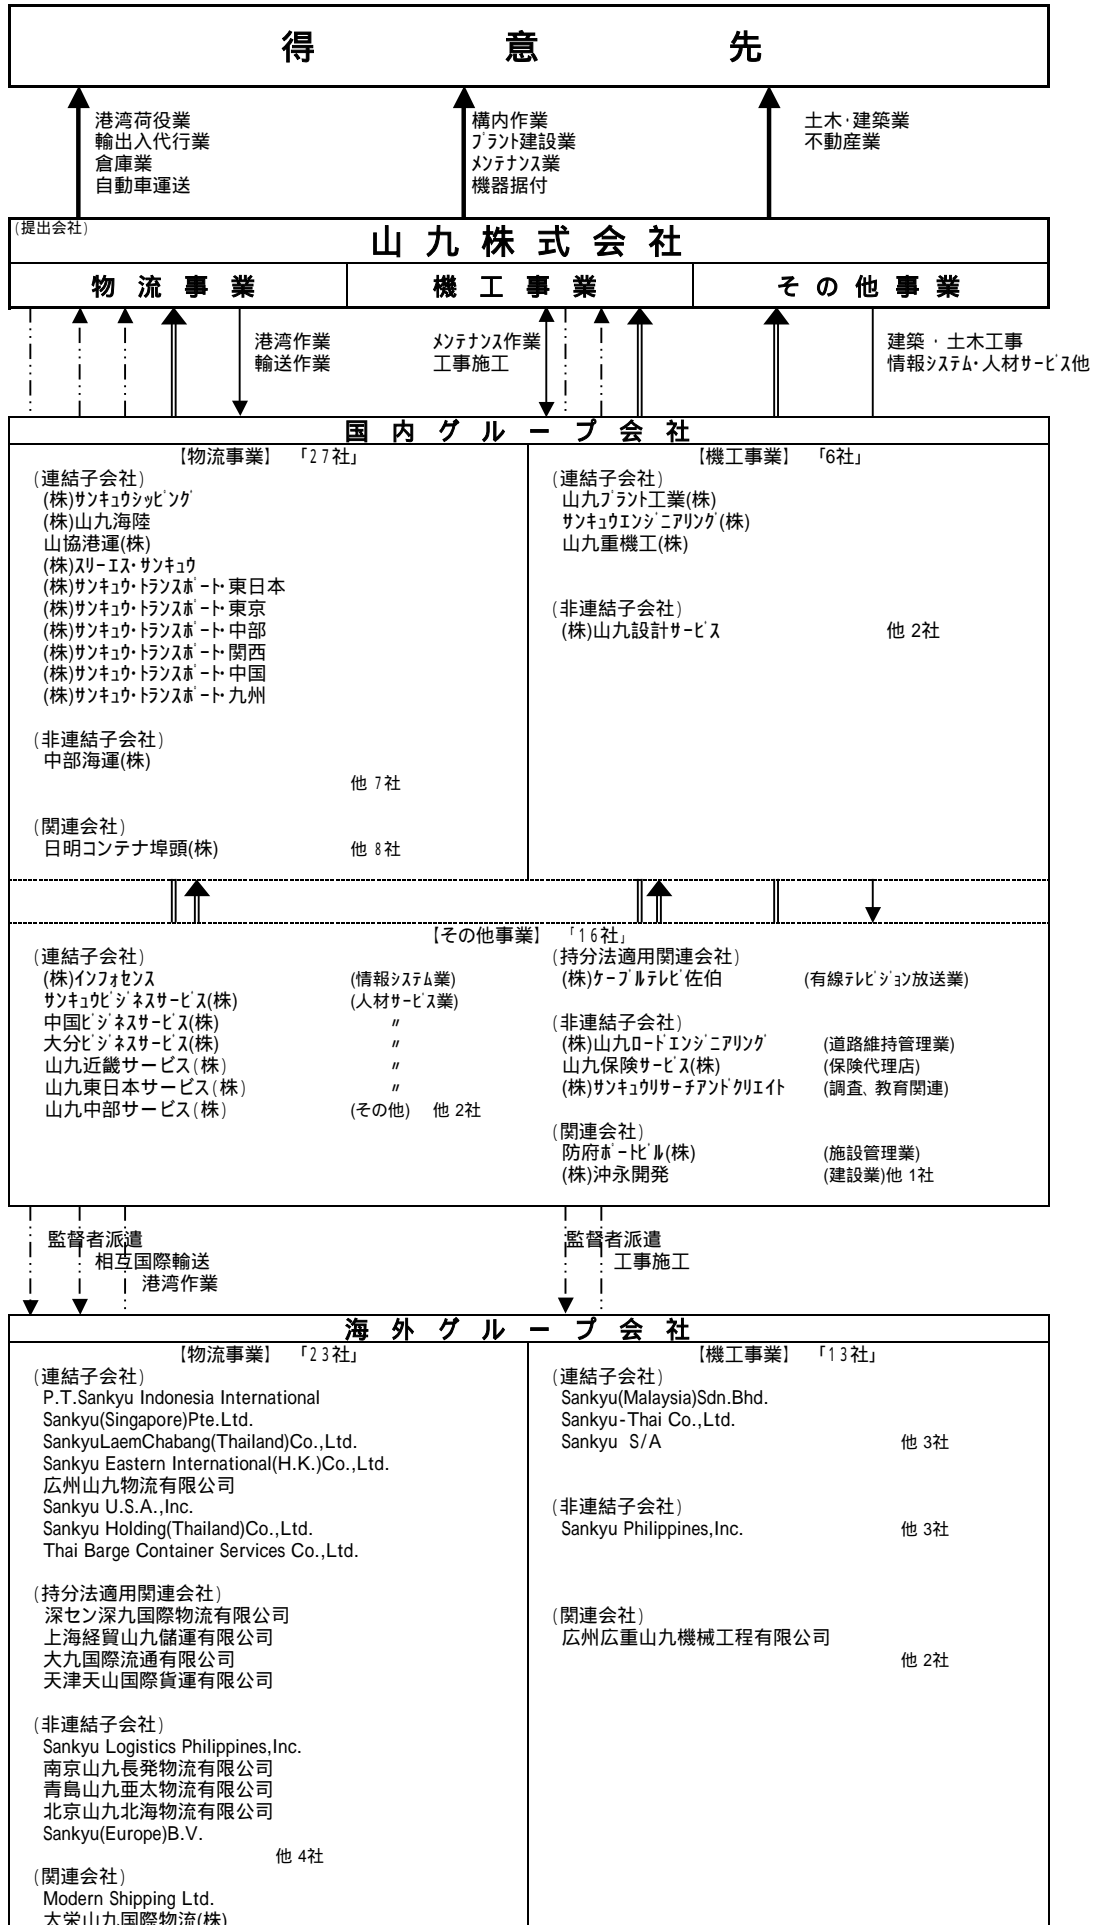 得意先
港湾荷役業
輸出入代行業
倉庫業
自動車運送
構内作業
ﾌﾟﾗﾝﾄ建設業
ﾒﾝﾃﾅﾝｽ業
機器据付
土木･建築業
不動産業
(提出会社)
山九株式会社
物流事業
機工事業
その他事業
港湾作業
輸送作業
ﾒﾝﾃﾅﾝｽ作業
工事施工
建築・土木工事
情報ｼｽﾃﾑ･人材ｻｰﾋﾞｽ他
国内グループ会社
【物流事業】「27社」
(連結子会社)
(株)ｻﾝｷｭｳｼｯﾋﾟﾝｸﾞ
(株)山九海陸
山協港運(株)
(株)ｽﾘｰｴｽ･ｻﾝｷｭｳ
(株)ｻﾝｷｭｳ･ﾄﾗﾝｽﾎﾟｰﾄ･東日本
(株)ｻﾝｷｭｳ･ﾄﾗﾝｽﾎﾟｰﾄ･東京
(株)ｻﾝｷｭｳ･ﾄﾗﾝｽﾎﾟｰﾄ･中部
(株)ｻﾝｷｭｳ･ﾄﾗﾝｽﾎﾟｰﾄ･関西
(株)ｻﾝｷｭｳ･ﾄﾗﾝｽﾎﾟｰﾄ･中国
(株)ｻﾝｷｭｳ･ﾄﾗﾝｽﾎﾟｰﾄ･九州
(非連結子会社)
中部海運(株)
他 7社
(関連会社)
日明コンテナ埠頭(株) 他 8社
【機工事業】「6社」
(連結子会社)
山九ﾌﾟﾗﾝﾄ工業(株)
ｻﾝｷｭｳｴﾝｼﾞﾆｱﾘﾝｸﾞ(株)
山九重機工(株)
(非連結子会社)
(株)山九設計ｻｰﾋﾞｽ 他 2社
【その他事業】「16社」
(連結子会社)
(株)ｲﾝﾌｫｾﾝｽ (情報ｼｽﾃﾑ業)
ｻﾝｷｭｳﾋﾞｼﾞﾈｽｻｰﾋﾞｽ(株) (人材ｻｰﾋﾞｽ業)
中国ﾋﾞｼﾞﾈｽｻｰﾋﾞｽ(株) 〃
大分ﾋﾞｼﾞﾈｽｻｰﾋﾞｽ(株) 〃
山九近畿サービス(株) 〃
山九東日本サービス(株) 〃
山九中部サービス(株) (その他) 他 2社
(持分法適用関連会社)
(株)ｹｰﾌﾞﾙﾃﾚﾋﾞ佐伯 (有線ﾃﾚﾋﾞｼﾞｮﾝ放送業)
(非連結子会社)
(株)山九ﾛｰﾄﾞｴﾝｼﾞﾆｱﾘﾝｸﾞ (道路維持管理業)
山九保険ｻｰﾋﾞｽ(株) (保険代理店)
(株)ｻﾝｷｭｳﾘｻｰﾁｱﾝﾄﾞｸﾘｴｲﾄ (調査､教育関連)
(関連会社)
防府ﾎﾟｰﾄﾋﾞﾙ(株) (施設管理業)
(株)沖永開発 (建設業)他 1社
監督者派遣
相互国際輸送
港湾作業
監督者派遣
工事施工
海外グループ会社
【物流事業】「23社」
(連結子会社)
P.T.Sankyu Indonesia International
Sankyu(Singapore)Pte.Ltd.
SankyuLaemChabang(Thailand)Co.,Ltd.
Sankyu Eastern International(H.K.)Co.,Ltd.
広州山九物流有限公司
Sankyu U.S.A.,Inc.
Sankyu Holding(Thailand)Co.,Ltd.
Thai Barge Container Services Co.,Ltd.
(持分法適用関連会社)
深セン深九国際物流有限公司
上海経貿山九儲運有限公司
大九国際流通有限公司
天津天山国際貨運有限公司
(非連結子会社)
Sankyu Logistics Philippines,Inc.
南京山九長発物流有限公司
青島山九亜太物流有限公司
北京山九北海物流有限公司
Sankyu(Europe)B.V.
他 4社
(関連会社)
Modern Shipping Ltd.
大栄山九国際物流(株)
【機工事業】「13社」
(連結子会社)
Sankyu(Malaysia)Sdn.Bhd.
Sankyu-Thai Co.,Ltd.
Sankyu S/A 他 3社
(非連結子会社)
Sankyu Philippines,Inc. 他 3社
(関連会社)
広州広重山九機械工程有限公司
他 2社